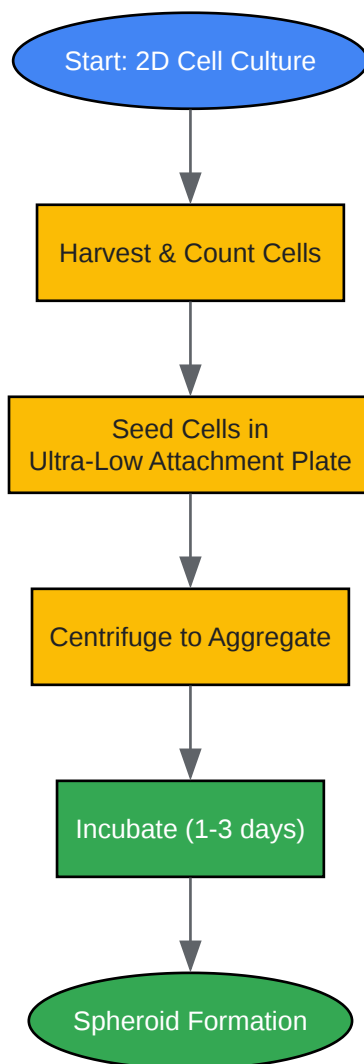 Start: 2D Cell Culture
Harvest & Count Cells
Seed Cells in
Ultra-Low Attachment Plate
Centrifuge to Aggregate
Incubate (1-3 days)
Spheroid Formation